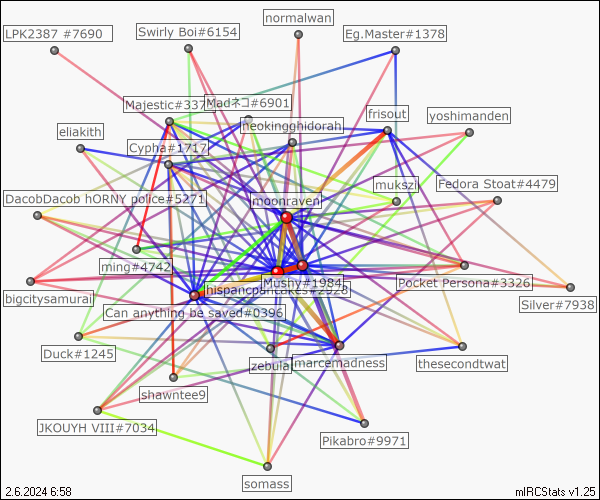 normalwan
LPK2387 #7690
Swirly Boi#6154
Eg.Master#1378
Majestic#337
Madネコ#6901
frisout
yoshimanden
eliakith
neokingghidorah
Cypha#1717
mukszi
Fedora Stoat#4479
DacobDacob hORNY police#5271
moonraven
ming#4742
Mushy#1984
Pocket Persona#3326
bigcitysamurai
Silver#7938
Can anything be saved#0396
Duck#1245
zebulal
marcemadness
thesecondtwat
shawntee9
JKOUYH VIII#7034
Pikabro#9971
somass
2.6.2024 6:58
mIRCStats v1.25